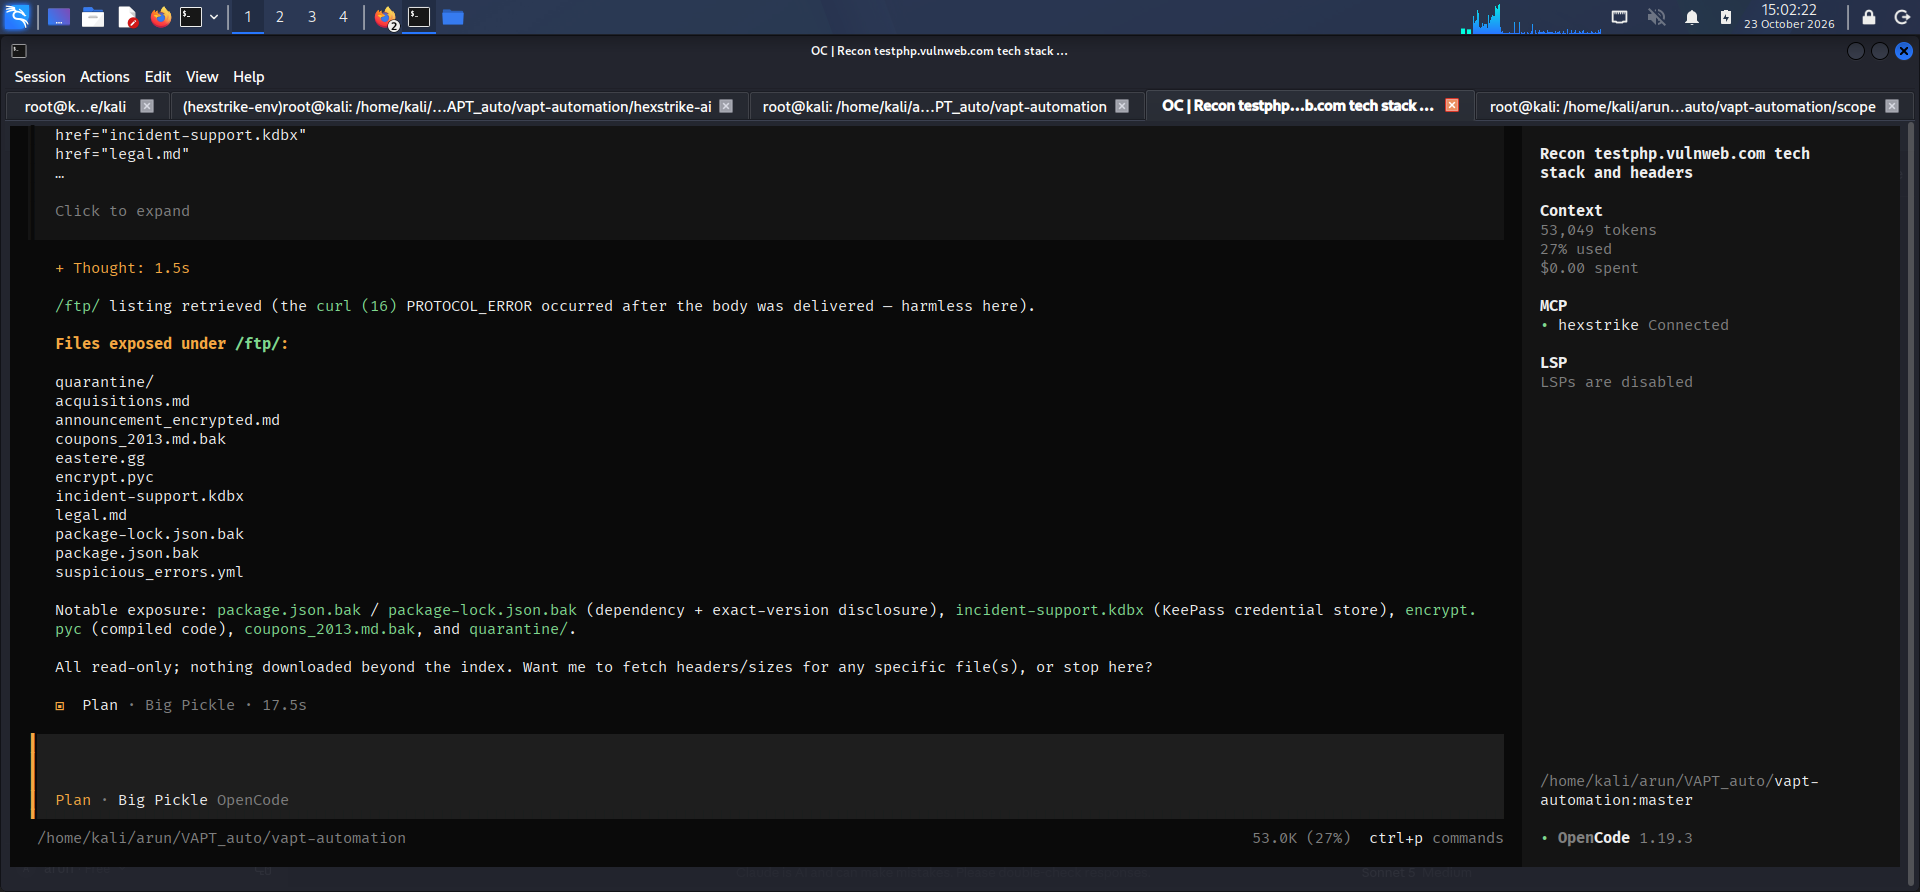 1 2 3 4 2 15:02:22
23 October 2026
OC | Recon testphp.vulnweb.com tech stack ...
Session Actions Edit View Help
root@k...e/kali (hexstrike-env)root@kali: /home/kali/...APT_auto/vapt-automation/hexstrike-ai root@kali: /home/kali/a...PT_auto/vapt-automation OC | Recon testphp...b.com tech stack ... root@kali: /home/kali/arun...auto/vapt-automation/scope
href="incident-support.kdbx"
href="legal.md"
…
Click to expand
+ Thought: 1.5s
/ftp/ listing retrieved (the curl (16) PROTOCOL_ERROR occurred after the body was delivered — harmless here).
Files exposed under /ftp/:
quarantine/
acquisitions.md
announcement_encrypted.md
coupons_2013.md.bak
eastere.gg
encrypt.pyc
incident-support.kdbx
legal.md
package-lock.json.bak
package.json.bak
suspicious_errors.yml
Notable exposure: package.json.bak / package-lock.json.bak (dependency + exact-version disclosure), incident-support.kdbx (KeePass credential store), encrypt.
pyc (compiled code), coupons_2013.md.bak, and quarantine/.
All read-only; nothing downloaded beyond the index. Want me to fetch headers/sizes for any specific file(s), or stop here?
Plan · Big Pickle · 17.5s
Plan · Big Pickle OpenCode
/home/kali/arun/VAPT_auto/vapt-automation 53.0K (27%) ctrl+p commands
Recon testphp.vulnweb.com tech
stack and headers
Context
53,049 tokens
27% used
$0.00 spent
MCP
• hexstrike Connected
LSP
LSPs are disabled
/home/kali/arun/VAPT_auto/vapt-
automation:master
• OpenCode 1.19.3